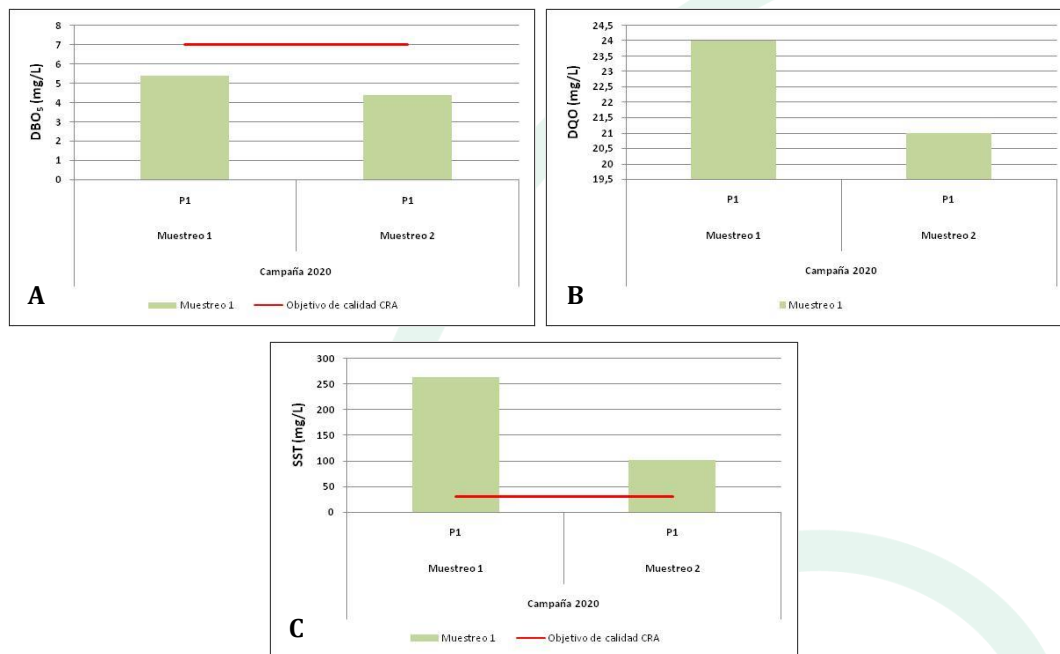 8
7
6
5
4
3
2
1
0
DBO₅ (mg/L)
P1
P1
Muestreo 1
Muestreo 2
Campaña 2020
A
Muestreo 1
Objetivo de calidad CRA
24,5
24
23,5
23
22,5
22
21,5
21
20,5
20
19,5
DQO (mg/L)
P1
P1
Muestreo 1
Muestreo 2
Campaña 2020
B
Muestreo 1
300
250
200
150
100
50
0
SST (mg/L)
P1
P1
Muestreo 1
Muestreo 2
Campaña 2020
C
Muestreo 1
Objetivo de calidad CRA